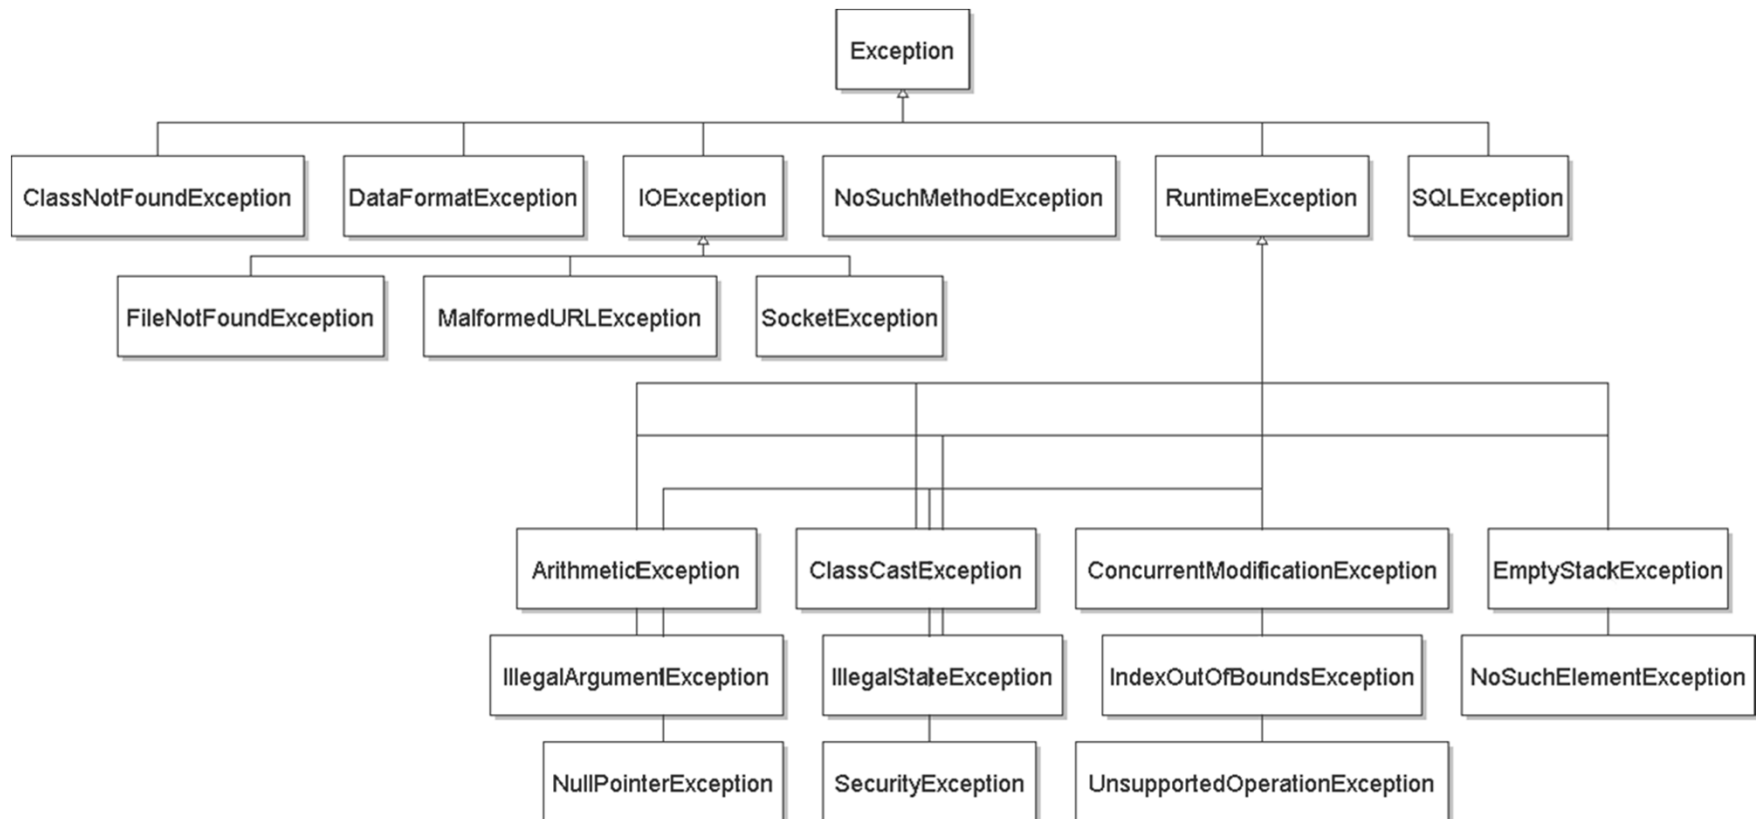 Exception
ClassNotFoundException
DataFormatException
IOException
NoSuchMethodException
RuntimeException
SQLException
FileNotFoundException
MalformedURLException
SocketException
ArithmeticException
ClassCastException
ConcurrentModificationException
EmptyStackException
IllegalArgumentException
IllegalStateException
IndexOutOfBoundsException
NoSuchElementException
NullPointerException
SecurityException
UnsupportedOperationException